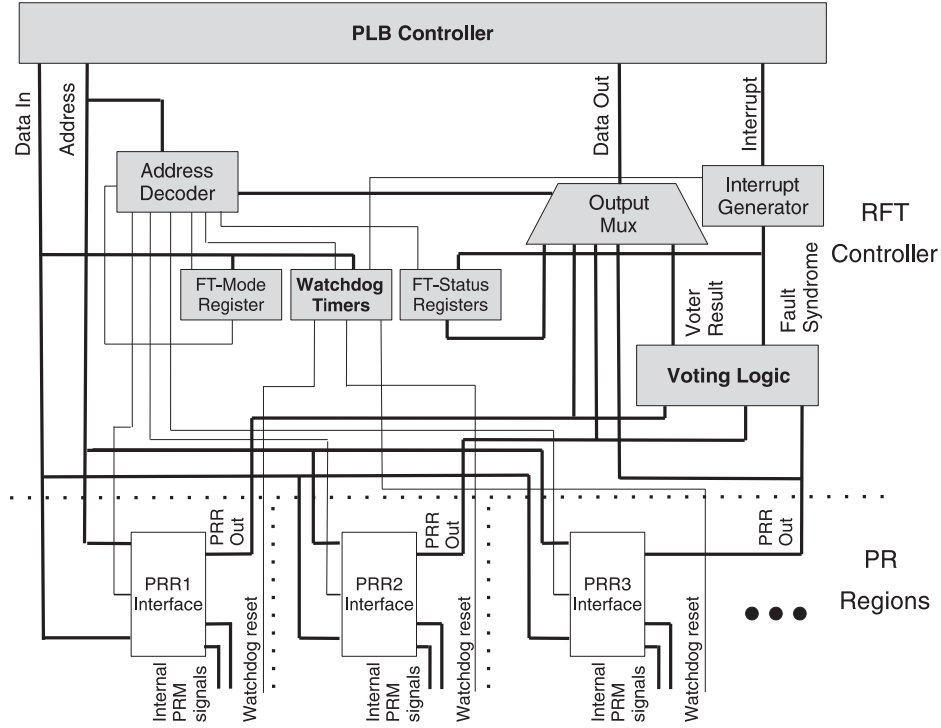 PLB Controller
Data In
Address
Data Out
Interrupt
Address
Decoder
Output
Mux
Interrupt
Generator
RFT
Controller
FT-Mode
Register
Watchdog
Timers
FT-Status
Registers
Voter
Result
Fault
Syndrome
Voting Logic
PRR
Out
PRR
Out
PRR
Out
PRR1
Interface
PRR2
Interface
PRR3
Interface
PR
Regions
Internal
PRM
signals
Watchdog reset
Internal
PRM
signals
Watchdog reset
Internal
PRM
signals
Watchdog reset